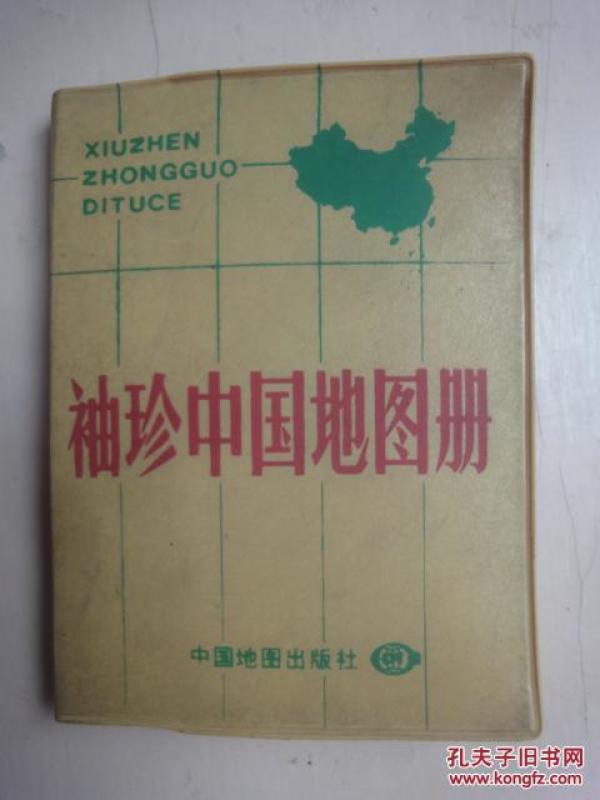 XIUZHEN
ZHONGGUO
DITUCE
袖珍中国地图册
中国地图出版社
孔夫子旧书网
www.kongfz.com